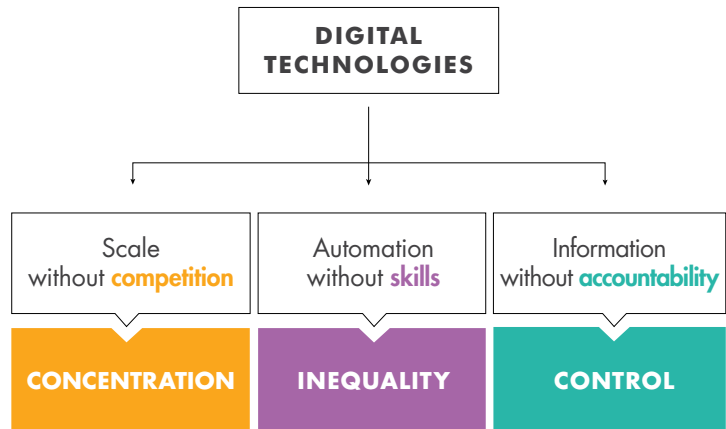 DIGITAL
TECHNOLOGIES
Scale
without competition
Automation
without skills
Information
without accountability
CONCENTRATION
INEQUALITY
CONTROL